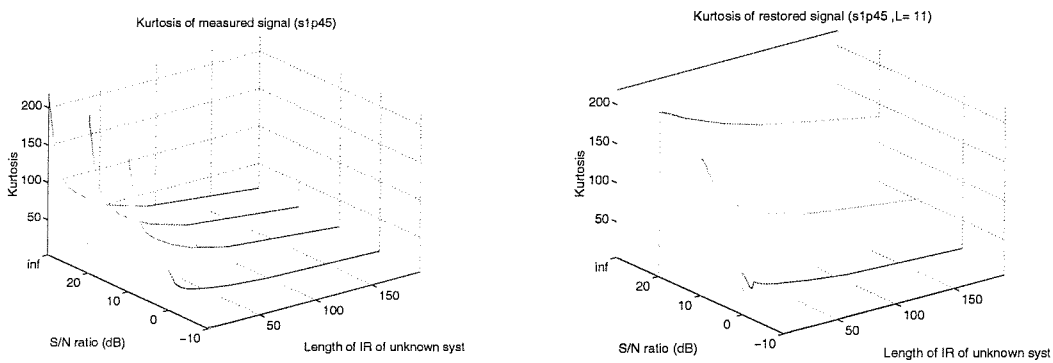 Kurtosis of measured signal (s1p45)
200
150
100
50
Kurtosis
inf
20
10
0
−10
S/N ratio (dB)
50
100
150
Length of IR of unknown syst
Kurtosis of restored signal (s1p45 ,L= 11)
200
150
100
50
Kurtosis
inf
20
10
0
−10
S/N ratio (dB)
50
100
150
Length of IR of unknown syst